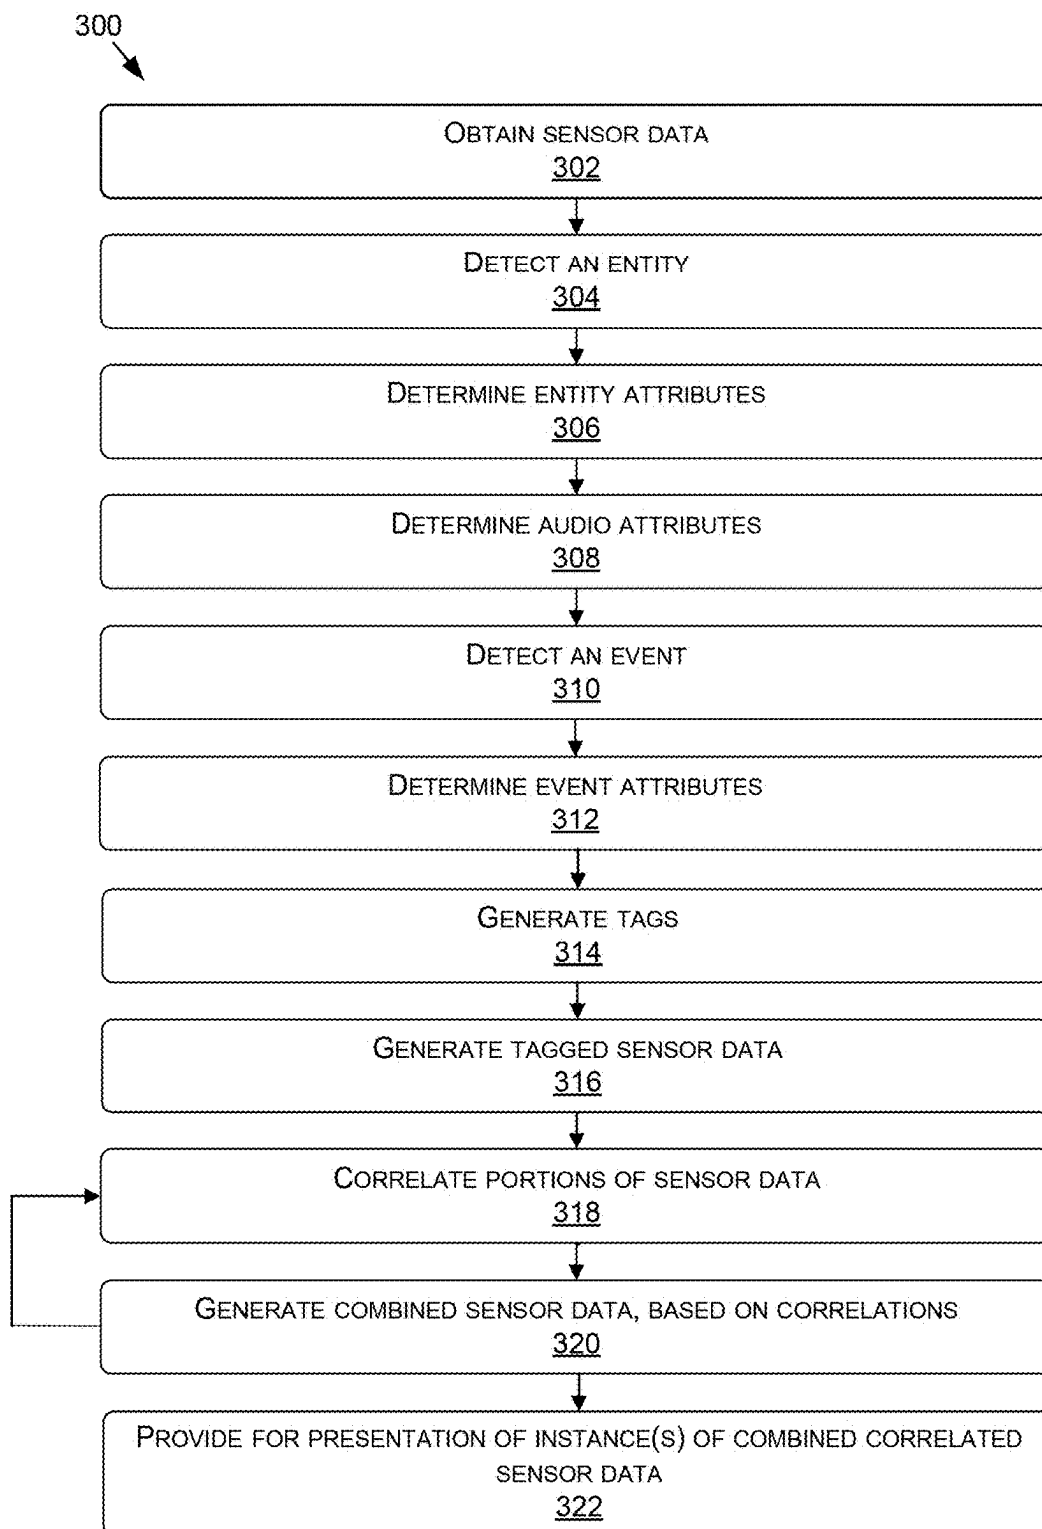 300
OBTAIN SENSOR DATA
302
DETECT AN ENTITY
304
DETERMINE ENTITY ATTRIBUTES
306
DETERMINE AUDIO ATTRIBUTES
308
DETECT AN EVENT
310
DETERMINE EVENT ATTRIBUTES
312
GENERATE TAGS
314
GENERATE TAGGED SENSOR DATA
316
CORRELATE PORTIONS OF SENSOR DATA
318
GENERATE COMBINED SENSOR DATA, BASED ON CORRELATIONS
320
PROVIDE FOR PRESENTATION OF INSTANCE(S) OF COMBINED CORRELATED
SENSOR DATA
322